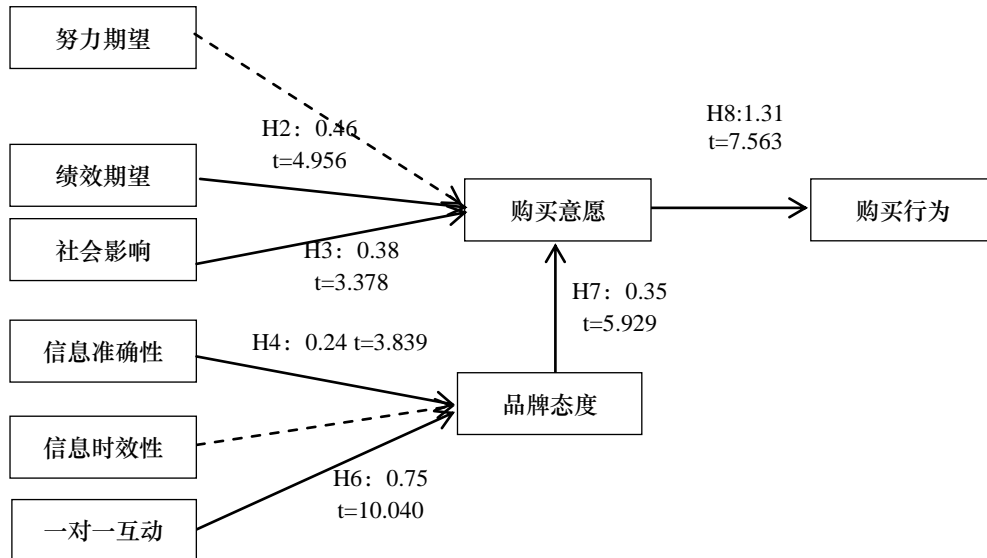 努力期望
H2：0.46
t=4.956
H8:1.31
t=7.563
绩效期望
购买意愿
购买行为
社会影响
H3：0.38
t=3.378
H7：0.35
t=5.929
信息准确性
H4：0.24 t=3.839
品牌态度
信息时效性
H6：0.75
t=10.040
一对一互动